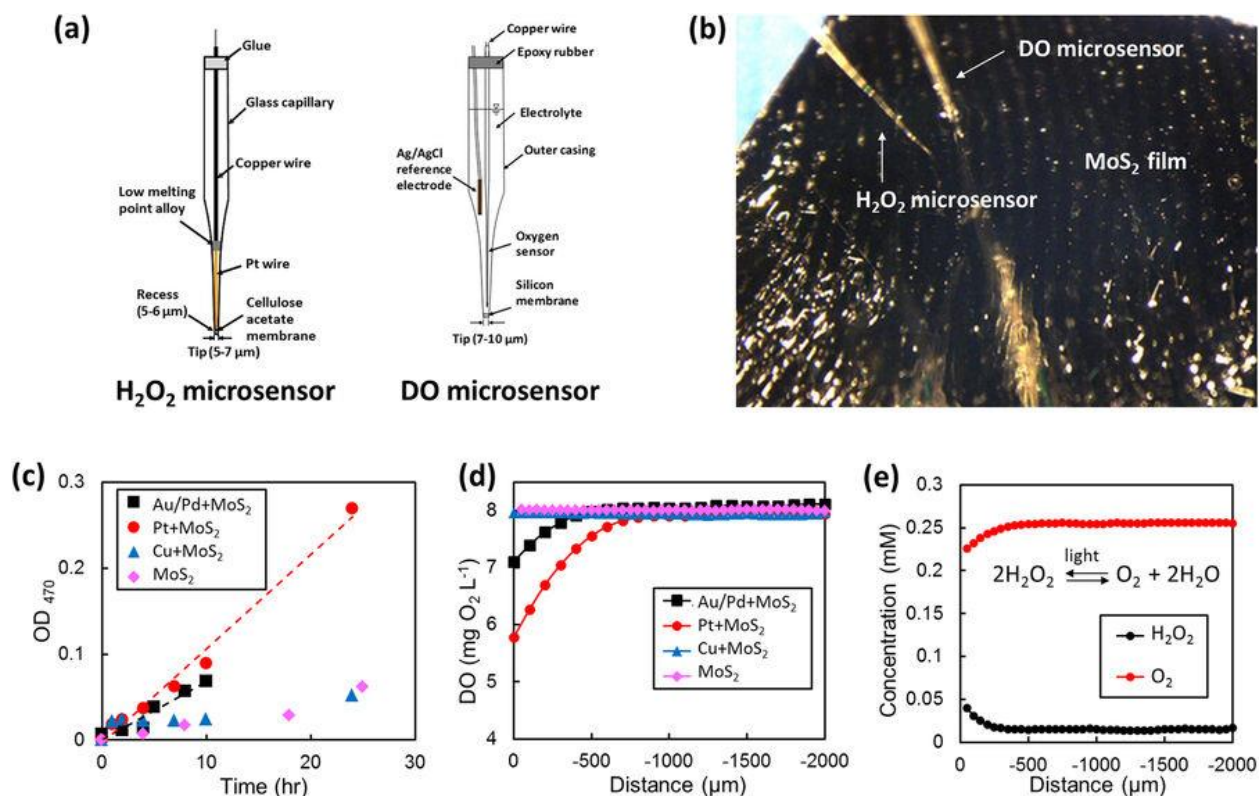 (a)
Glue
Glass capillary
Copper wire
Low melting
point alloy
Pt wire
Recess
(5-6 μm)
Cellulose
acetate
membrane
Tip (5-7 μm)
H₂O₂ microsensor
Copper wire
Epoxy rubber
Electrolyte
Ag/AgCl
reference
electrode
Outer casing
Oxygen
sensor
Silicon
membrane
Tip (7-10 μm)
DO microsensor
(b)
DO microsensor
MoS₂ film
H₂O₂ microsensor
(c)
OD 470
0.3
0.2
0.1
0
0
10
20
30
Time (hr)
Au/Pd+MoS₂
Pt+MoS₂
Cu+MoS₂
MoS₂
(d)
DO (mg O₂ L⁻¹)
9
8
7
6
5
4
0
-500
-1000
-1500
-2000
Distance (μm)
Au/Pd+MoS₂
Pt+MoS₂
Cu+MoS₂
MoS₂
(e)
Concentration (mM)
0.3
0.25
0.2
0.15
0.1
0.05
0
0
-500
-1000
-1500
-2000
Distance (μm)
light
2H₂O₂ ⇌ O₂ + 2H₂O
H₂O₂
O₂